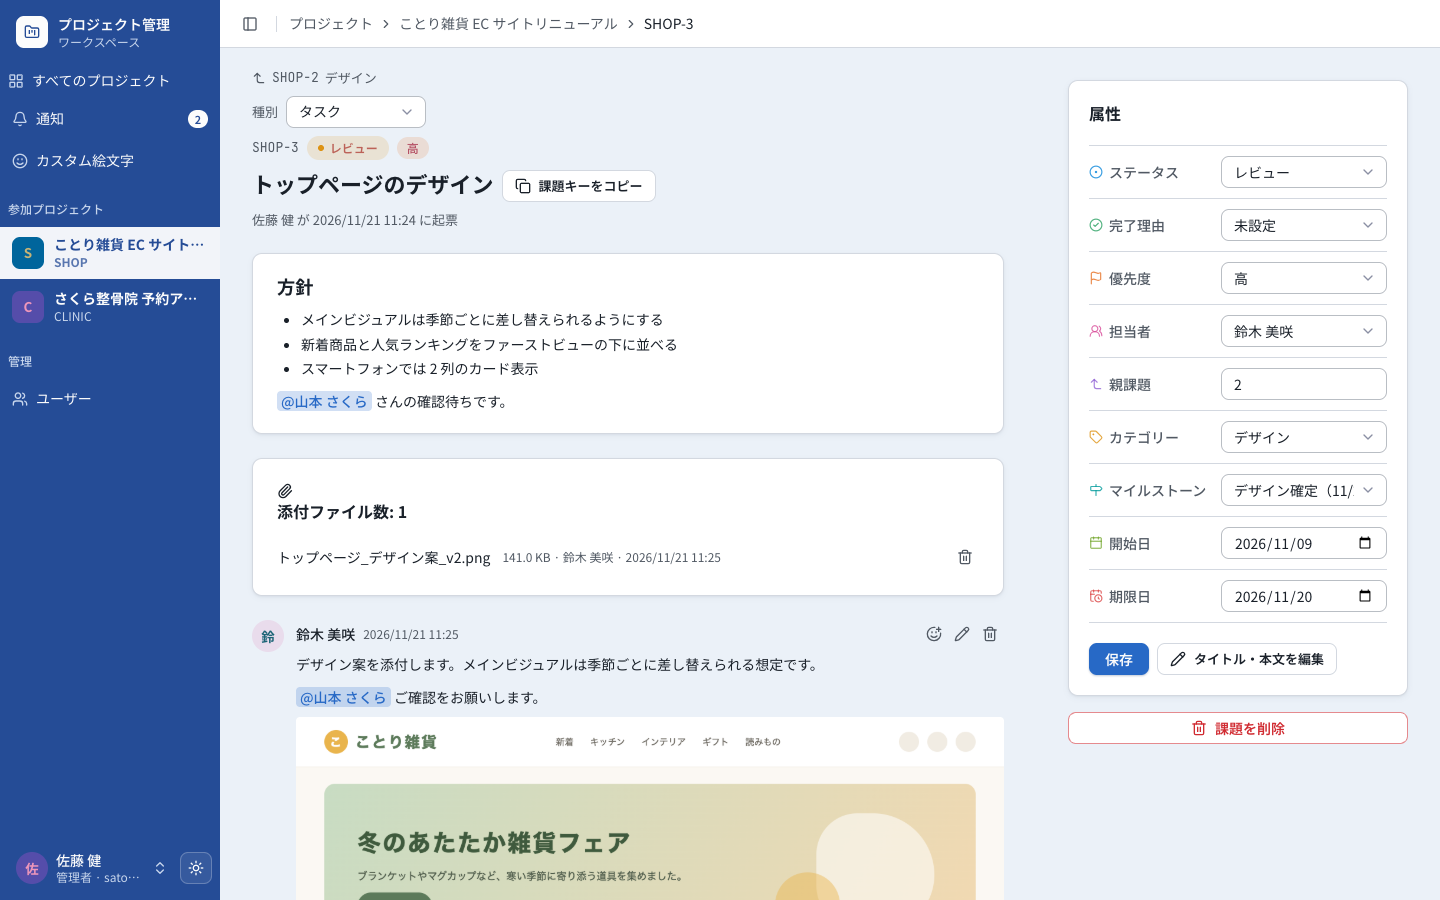 プロジェクト管理
ワークスペース
すべてのプロジェクト
通知
2
カスタム絵文字
参加プロジェクト
S
ことり雑貨 EC サイト…
SHOP
C
さくら整骨院 予約ア…
CLINIC
管理
ユーザー
佐
佐藤 健
管理者 · sato…
プロジェクト > ことり雑貨 EC サイトリニューアル > SHOP-3
SHOP-2 デザイン
種別 タスク
SHOP-3 レビュー 高
トップページのデザイン
課題キーをコピー
佐藤 健 が 2026/11/21 11:24 に起票
方針
• メインビジュアルは季節ごとに差し替えられるようにする
• 新着商品と人気ランキングをファーストビューの下に並べる
• スマートフォンでは 2 列のカード表示
@山本 さくら さんの確認待ちです。
添付ファイル数: 1
トップページ_デザイン案_v2.png 141.0 KB · 鈴木 美咲 · 2026/11/21 11:25
鈴
鈴木 美咲 2026/11/21 11:25
デザイン案を添付します。メインビジュアルは季節ごとに差し替えられる想定です。
@山本 さくら ご確認をお願いします。
こ ことり雑貨
新着 キッチン インテリア ギフト 読みもの
冬のあたたか雑貨フェア
ブランケットやマグカップなど、寒い季節に寄り添う道具を集めました。
属性
ステータス レビュー
完了理由 未設定
優先度 高
担当者 鈴木 美咲
親課題 2
カテゴリー デザイン
マイルストーン デザイン確定（11/
開始日 2026/11/09
期限日 2026/11/20
保存
タイトル・本文を編集
課題を削除